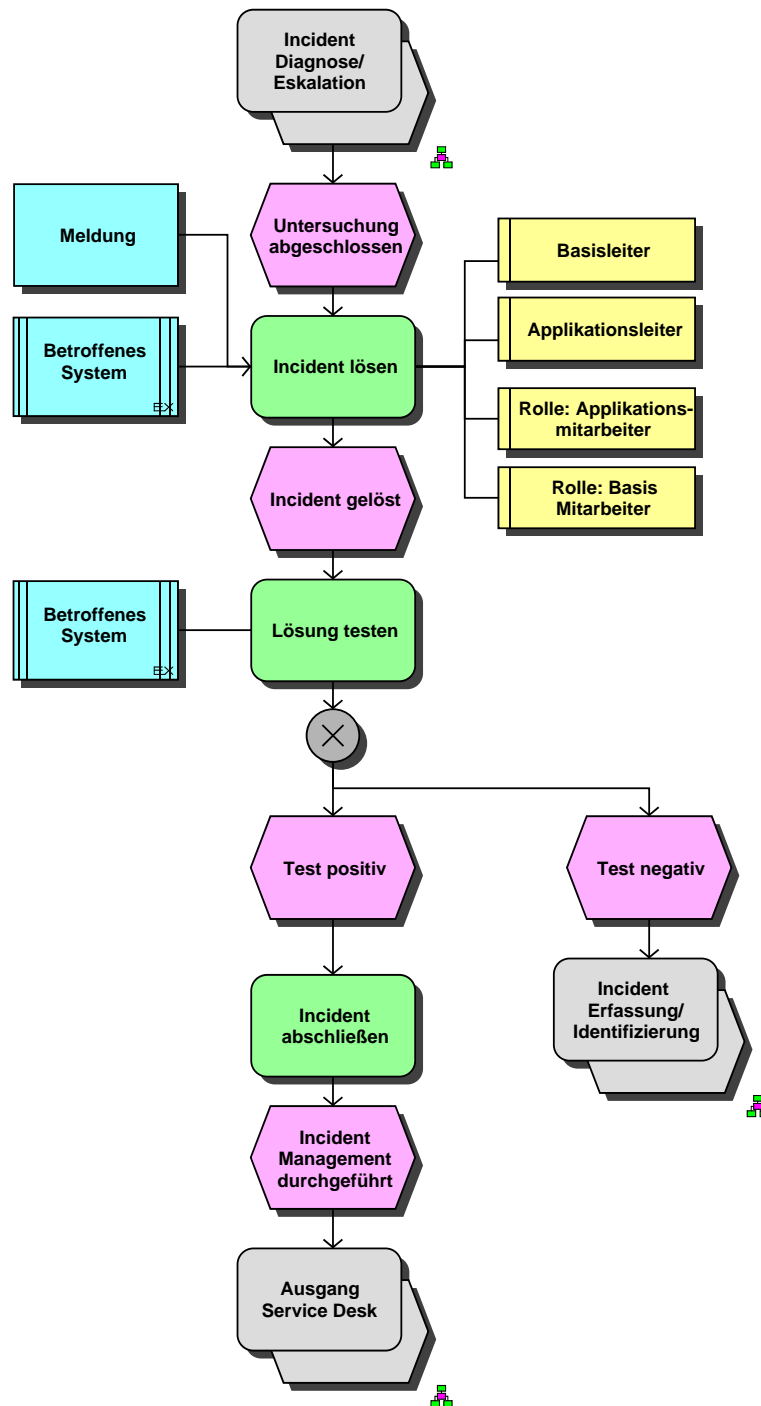 Incident
Diagnose/
Eskalation
Untersuchung
abgeschlossen
Meldung
Basisleiter
Applikationsleiter
Betroffenes
System
EX
Incident lösen
Rolle: Applikations-
mitarbeiter
Rolle: Basis
Mitarbeiter
Incident gelöst
Betroffenes
System
EX
Lösung testen
Test positiv
Test negativ
Incident
abschließen
Incident
Erfassung/
Identifizierung
Incident
Management
durchgeführt
Ausgang
Service Desk